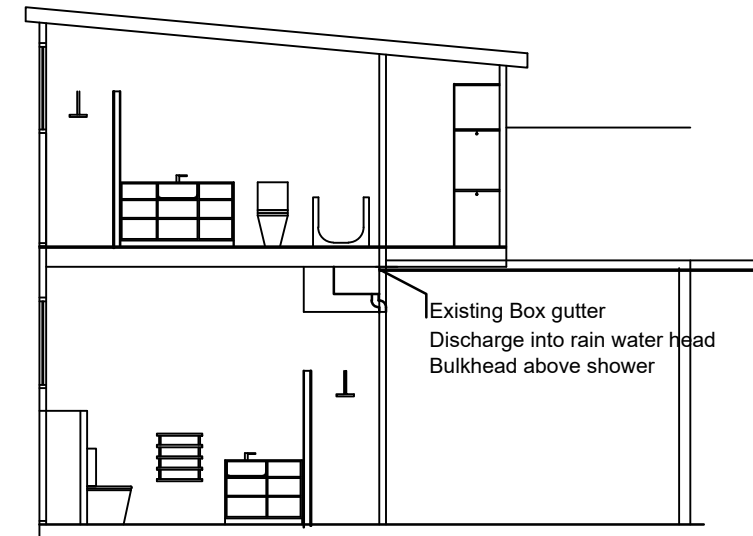 Existing Box gutter
Discharge into rain water head
Bulkhead above shower